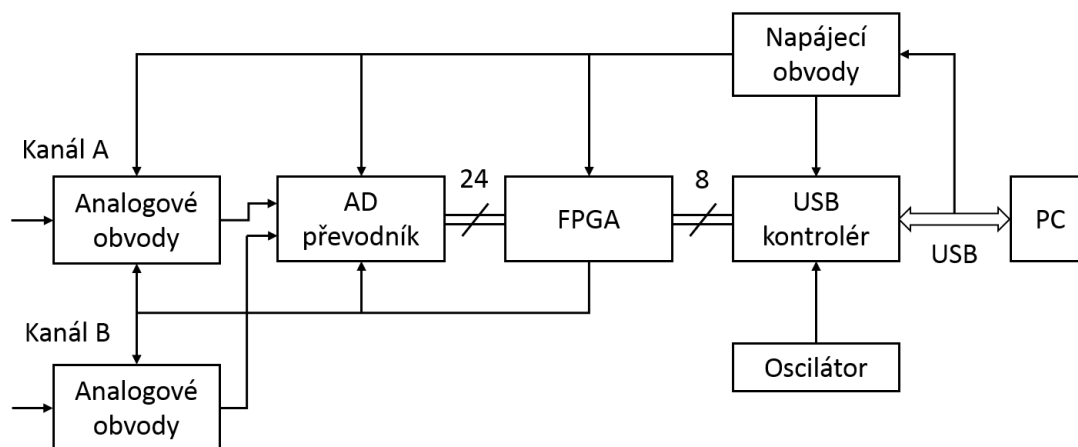 Napájecí
obvody
Kanál A
Analogové
obvody
AD
převodník
24
FPGA
8
USB
kontrolér
USB
PC
Kanál B
Analogové
obvody
Oscilátor